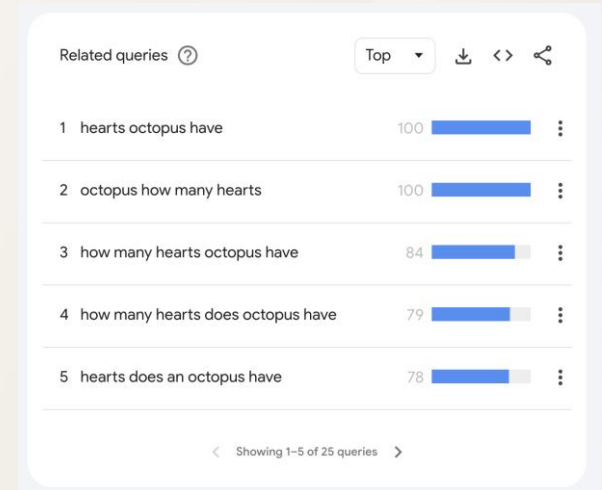 Related queries ?
Top
1 hearts octopus have 100
2 octopus how many hearts 100
3 how many hearts octopus have 84
4 how many hearts does octopus have 79
5 hearts does an octopus have 78
Showing 1–5 of 25 queries